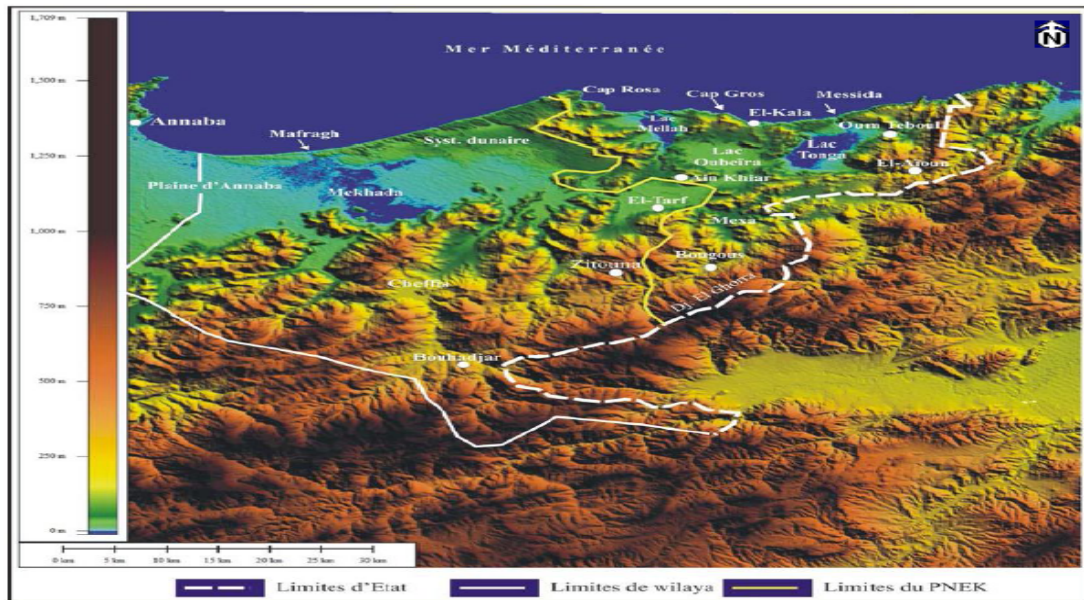 1,709 m
1,500 m
1,250 m
1,000 m
750 m
500 m
250 m
0 m
N
Mer Méditerranée
Cap Rosa
Cap Gros
Messida
Annaba
Mafragh
Syst. dunaire
Lac
Mellah
El-Kala
Oum Teboul
Lac
Oubeira
Lac
Tonga
El-Aioun
Plaine d'Annaba
Mekhada
Ain Khiar
El-Tarf
Mexa
Zitouna
Bougous
Cheffia
Dj. El Ghorra
Bouhadjar
0 km
5 km
10 km
15 km
20 km
25 km
30 km
Limites d'Etat
Limites de wilaya
Limites du PNEK